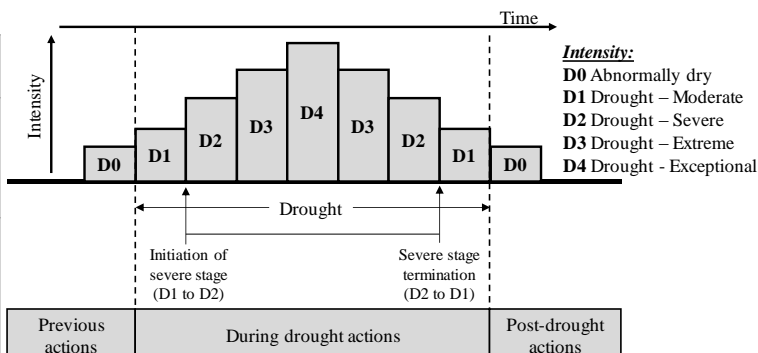 Time
Intensity
D0
D1
D2
D3
D4
D3
D2
D1
D0
Intensity:
D0 Abnormally dry
D1 Drought – Moderate
D2 Drought – Severe
D3 Drought – Extreme
D4 Drought - Exceptional
Drought
Initiation of
severe stage
(D1 to D2)
Severe stage
termination
(D2 to D1)
Previous
actions
During drought actions
Post-drought
actions